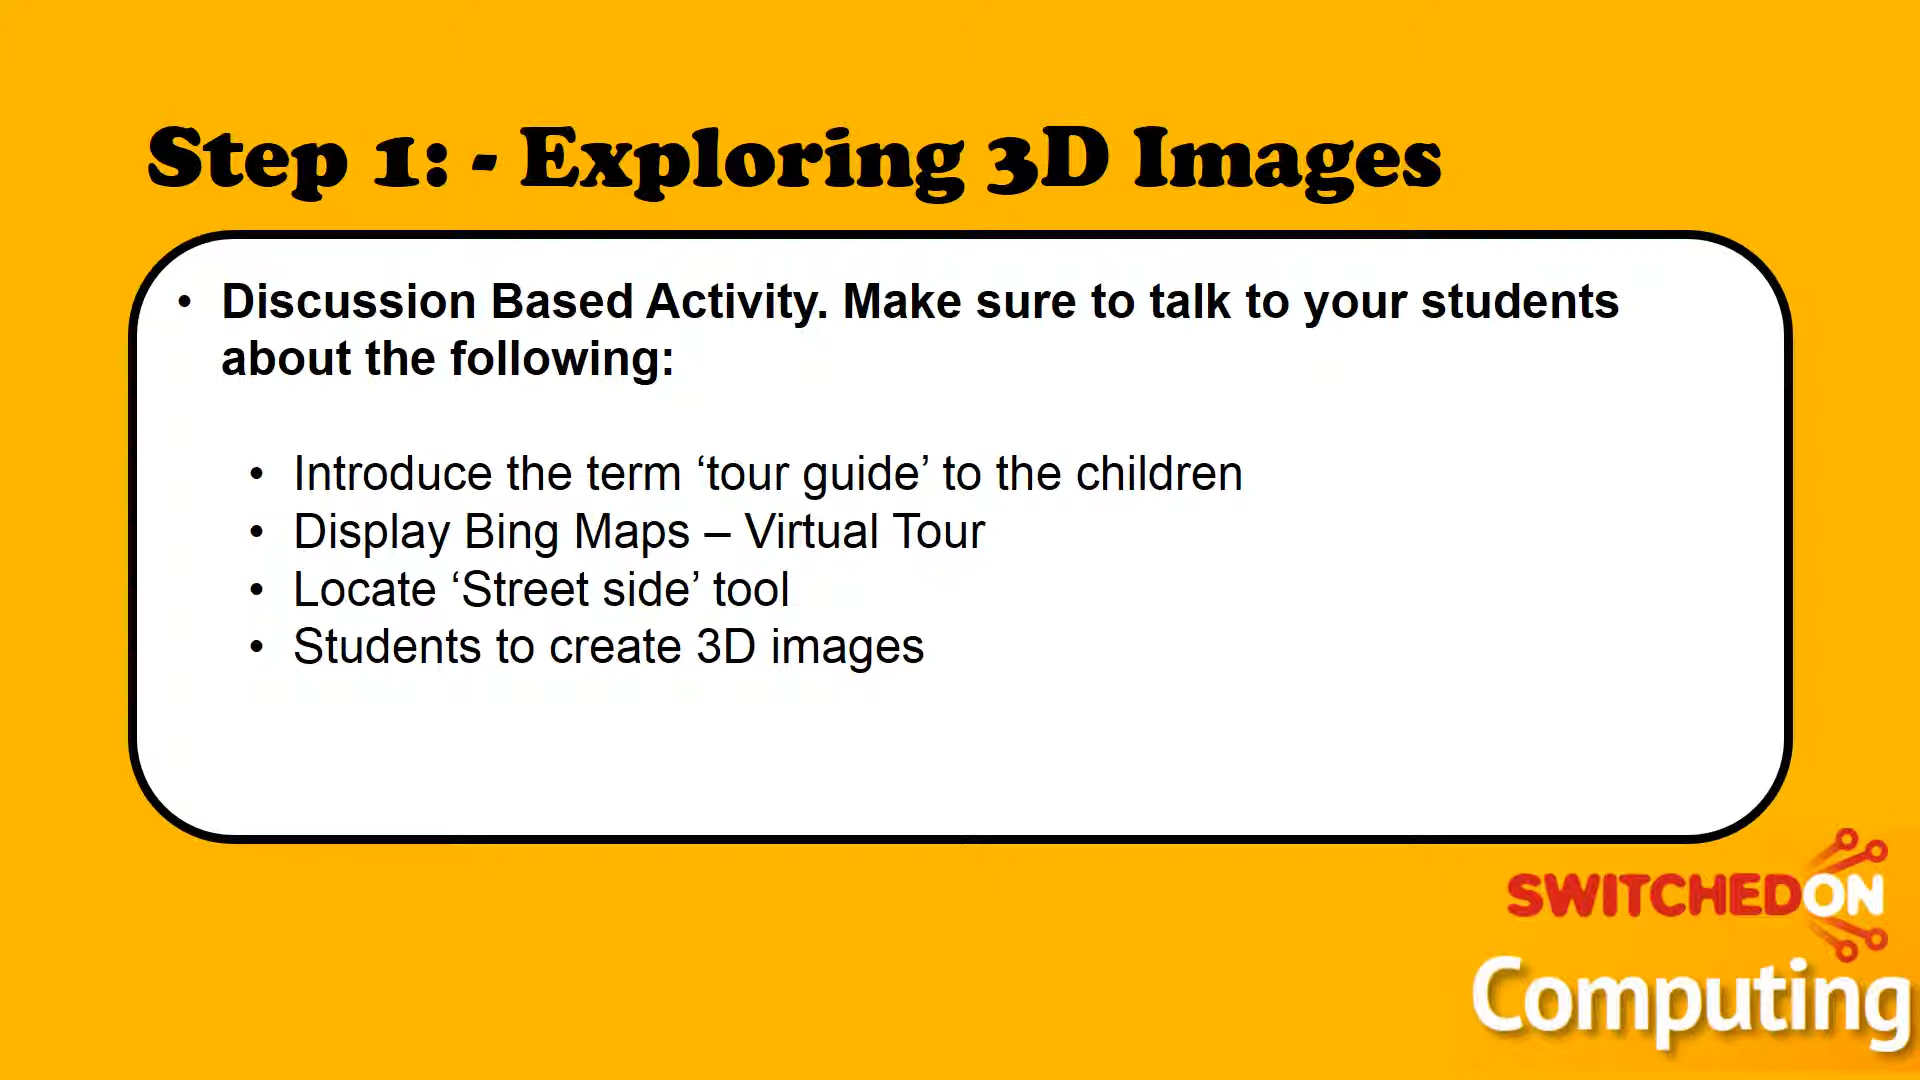 Step 1: - Exploring 3D Images
• Discussion Based Activity. Make sure to talk to your students
about the following:
• Introduce the term ‘tour guide’ to the children
• Display Bing Maps – Virtual Tour
• Locate ‘Street side’ tool
• Students to create 3D images
SWITCHEDON
Computing